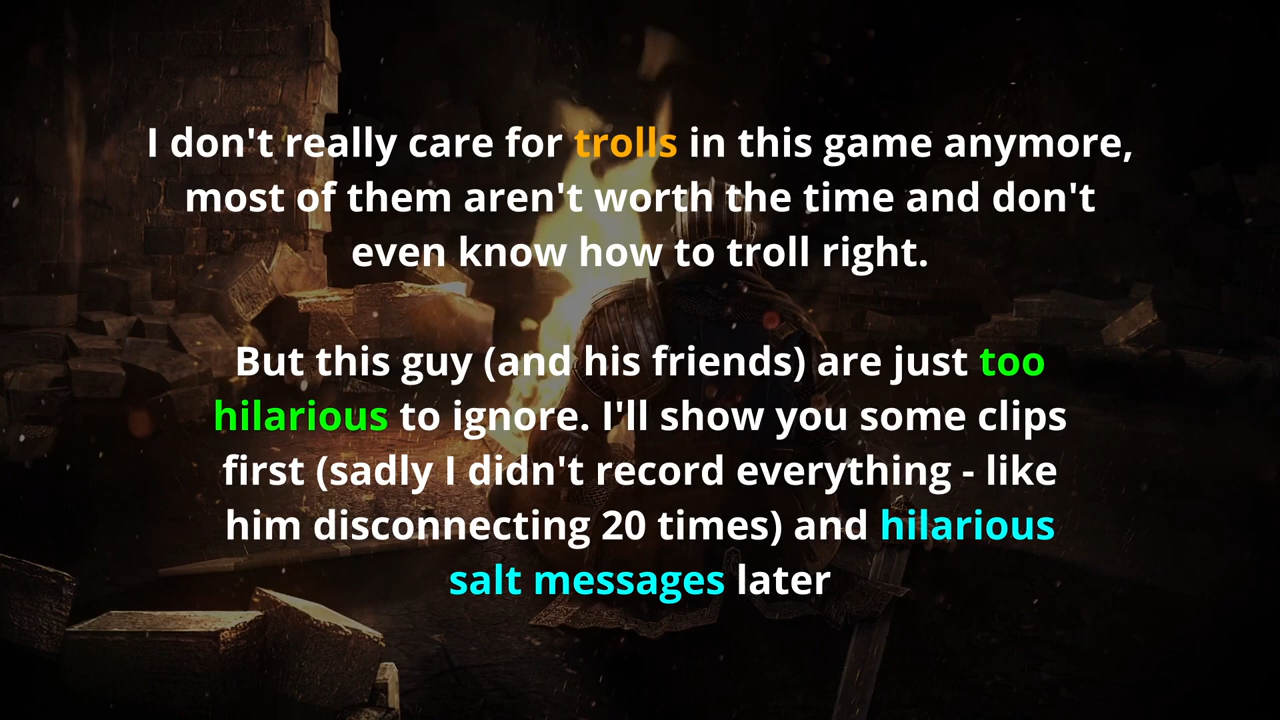 I don't really care for trolls in this game anymore,
most of them aren't worth the time and don't
even know how to troll right.
But this guy (and his friends) are just too
hilarious to ignore. I'll show you some clips
first (sadly I didn't record everything - like
him disconnecting 20 times) and hilarious
salt messages later